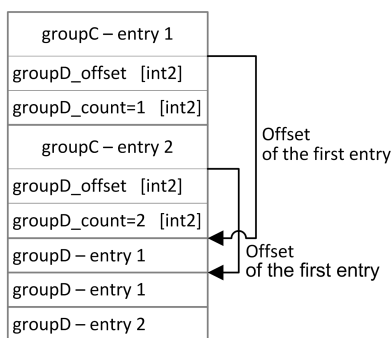 groupC – entry 1
groupD_offset [int2]
groupD_count=1 [int2]
groupC – entry 2
groupD_offset [int2]
groupD_count=2 [int2]
groupD – entry 1
groupD – entry 1
groupD – entry 2
Offset
of the first entry
Offset
of the first entry